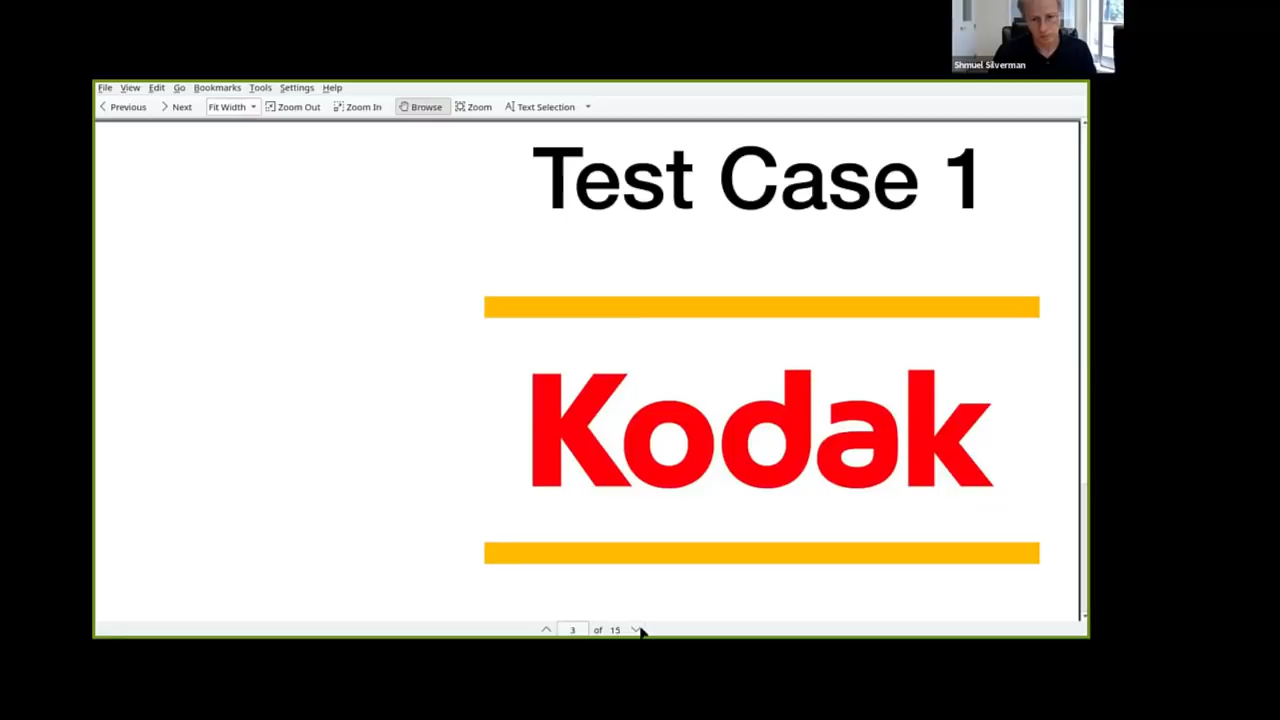 Shmuel Silverman
File View Edit Go Bookmarks Tools Settings Help
Previous Next Fit Width Zoom Out Zoom In Browse Zoom Text Selection
Test Case 1
Kodak
3 of 15